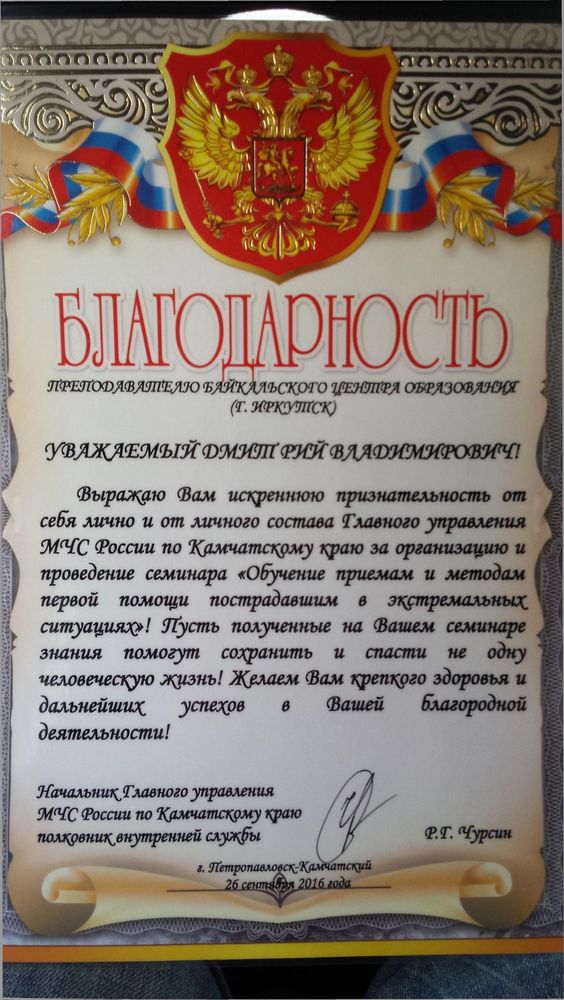 БЛАГОДАРНОСТЬ
ПРЕПОДАВАТЕЛЮ БАЙКАЛЬСКОГО ЦЕНТРА ОБРАЗОВАНИЯ
(Г. ИРКУТСК)
УВАЖАЕМЫЙ ДМИТ РИЙ ВЛАДИМИРОВИЧ!
Выражаю Вам искреннюю признательность от
себя лично и от личного состава Главного управления
МЧС России по Камчатскому краю за организацию и
проведение семинара «Обучение приемам и методам
первой помощи пострадавшим в экстремальных
ситуациях»! Пусть полученные на Вашем семинаре
знания помогут сохранить и спасти не одну
человеческую жизнь! Желаем Вам крепкого здоровья и
дальнейших успехов в Вашей благородной
деятельности!
Начальник Главного управления
МЧС России по Камчатскому краю
полковник внутренней службы Р.Г. Чурсин
г. Петропавловск-Камчатский
26 сентября 2016 года